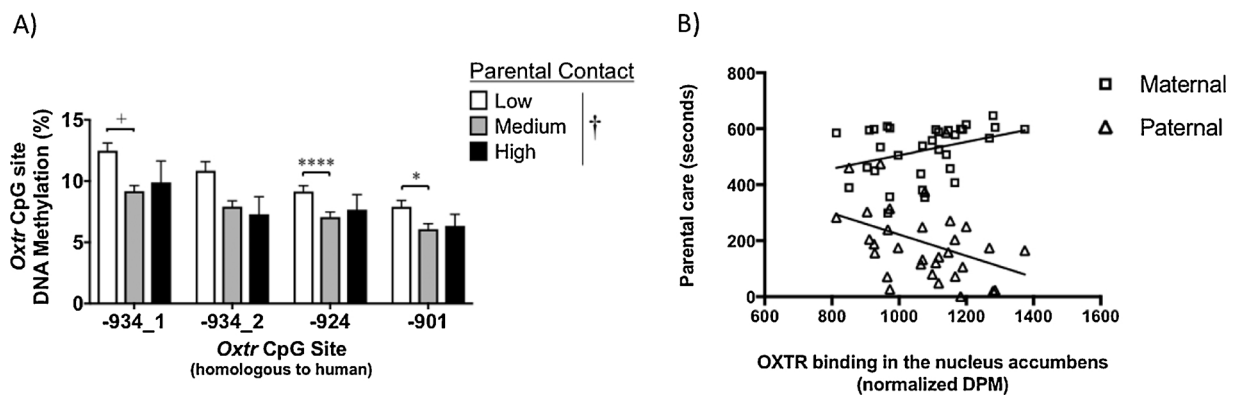 A)
Parental Contact
Low
Medium
High
†
Oxtr CpG site
DNA Methylation (%)
15
10
5
0
+
****
*
-934_1
-934_2
-924
-901
Oxtr CpG Site
(homologous to human)
B)
Maternal
Paternal
Parental care (seconds)
800
600
400
200
0
600
800
1000
1200
1400
1600
OXTR binding in the nucleus accumbens
(normalized DPM)